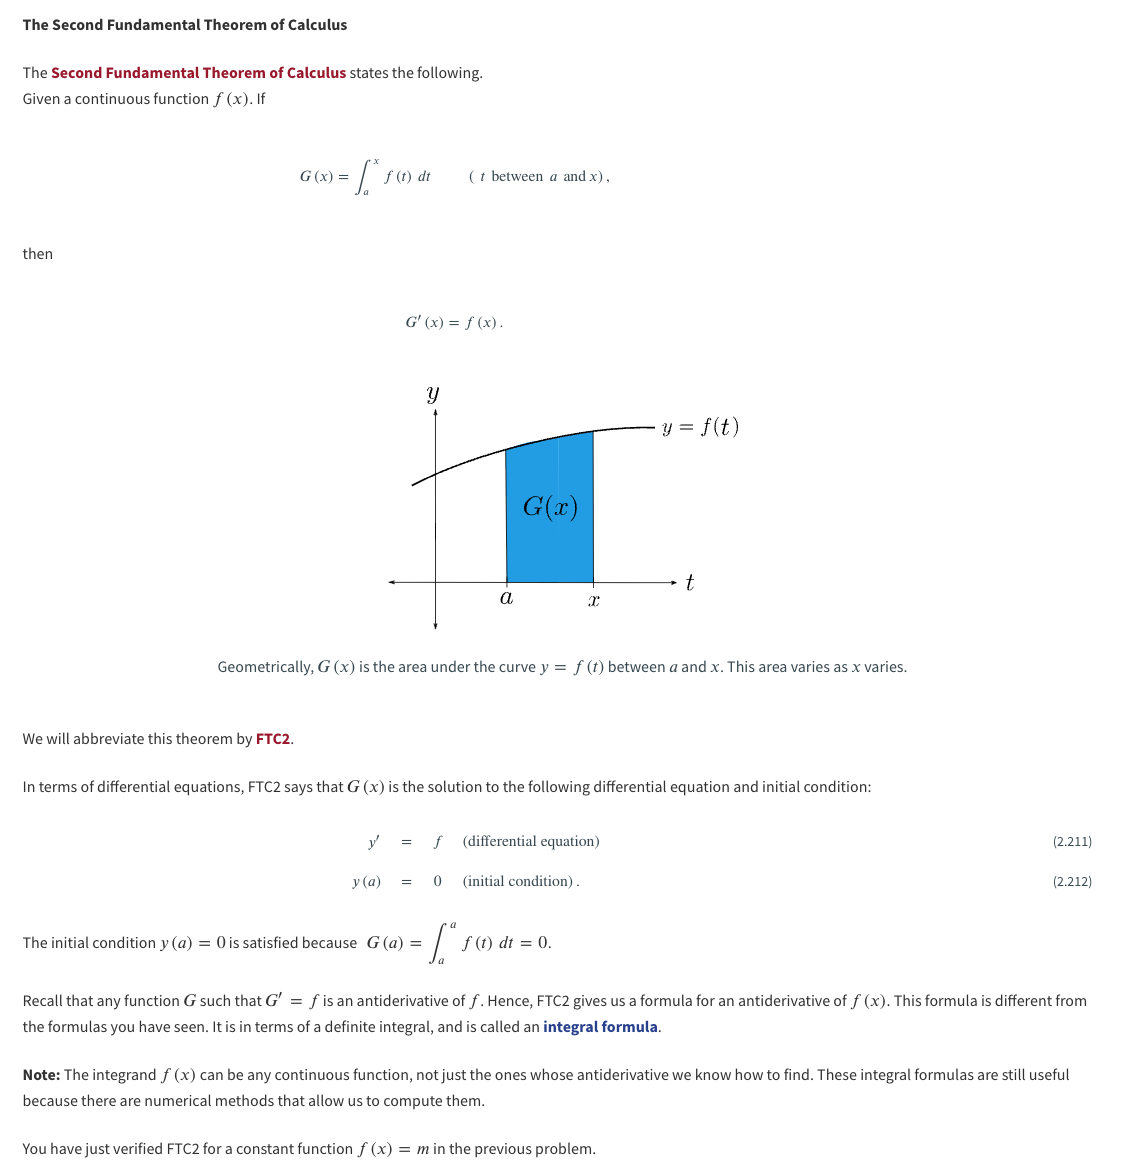 The Second Fundamental Theorem of Calculus
The Second Fundamental Theorem of Calculus states the following.
Given a continuous function f (x). If
G (x) = ∫_a^x f (t) dt ( t between a and x) ,
then
G′ (x) = f (x) .
y
y = f(t)
G(x)
t
a x
Geometrically, G (x) is the area under the curve y = f (t) between a and x. This area varies as x varies.
We will abbreviate this theorem by FTC2.
In terms of differential equations, FTC2 says that G (x) is the solution to the following differential equation and initial condition:
y′ = f (differential equation) (2.211)
y (a) = 0 (initial condition) . (2.212)
The initial condition y (a) = 0 is satisfied because G (a) = ∫_a^a f (t) dt = 0.
Recall that any function G such that G′ = f is an antiderivative of f. Hence, FTC2 gives us a formula for an antiderivative of f (x). This formula is different from
the formulas you have seen. It is in terms of a definite integral, and is called an integral formula.
Note: The integrand f (x) can be any continuous function, not just the ones whose antiderivative we know how to find. These integral formulas are still useful
because there are numerical methods that allow us to compute them.
You have just verified FTC2 for a constant function f (x) = m in the previous problem.